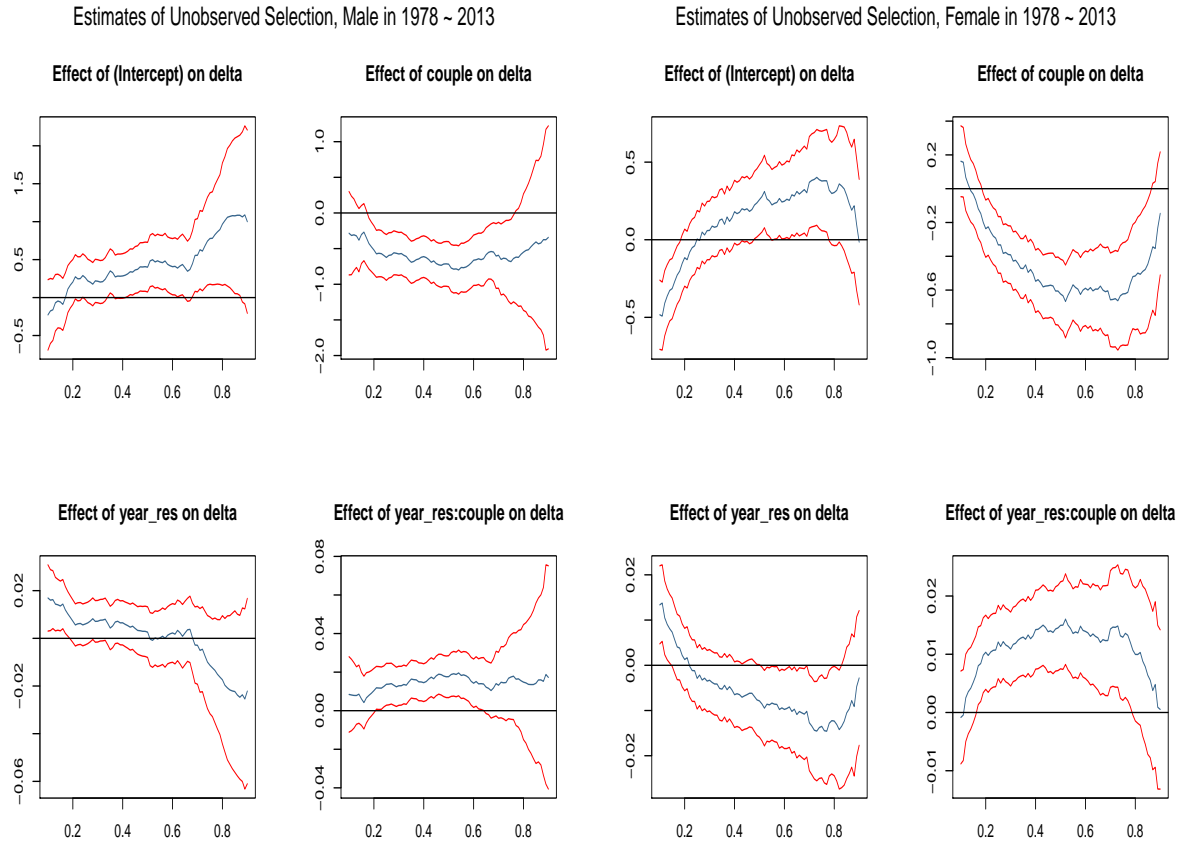 Estimates of Unobserved Selection, Male in 1978 ~ 2013
Estimates of Unobserved Selection, Female in 1978 ~ 2013
Effect of (Intercept) on delta
−0.5 0.5 1.5
0.2 0.4 0.6 0.8
Effect of couple on delta
−2.0 −1.0 0.0 1.0
0.2 0.4 0.6 0.8
Effect of (Intercept) on delta
−0.5 0.0 0.5
0.2 0.4 0.6 0.8
Effect of couple on delta
−1.0 −0.6 −0.2 0.2
0.2 0.4 0.6 0.8
Effect of year_res on delta
−0.06 −0.02 0.02
0.2 0.4 0.6 0.8
Effect of year_res:couple on delta
−0.04 0.00 0.04 0.08
0.2 0.4 0.6 0.8
Effect of year_res on delta
−0.02 0.00 0.02
0.2 0.4 0.6 0.8
Effect of year_res:couple on delta
−0.01 0.00 0.01 0.02
0.2 0.4 0.6 0.8